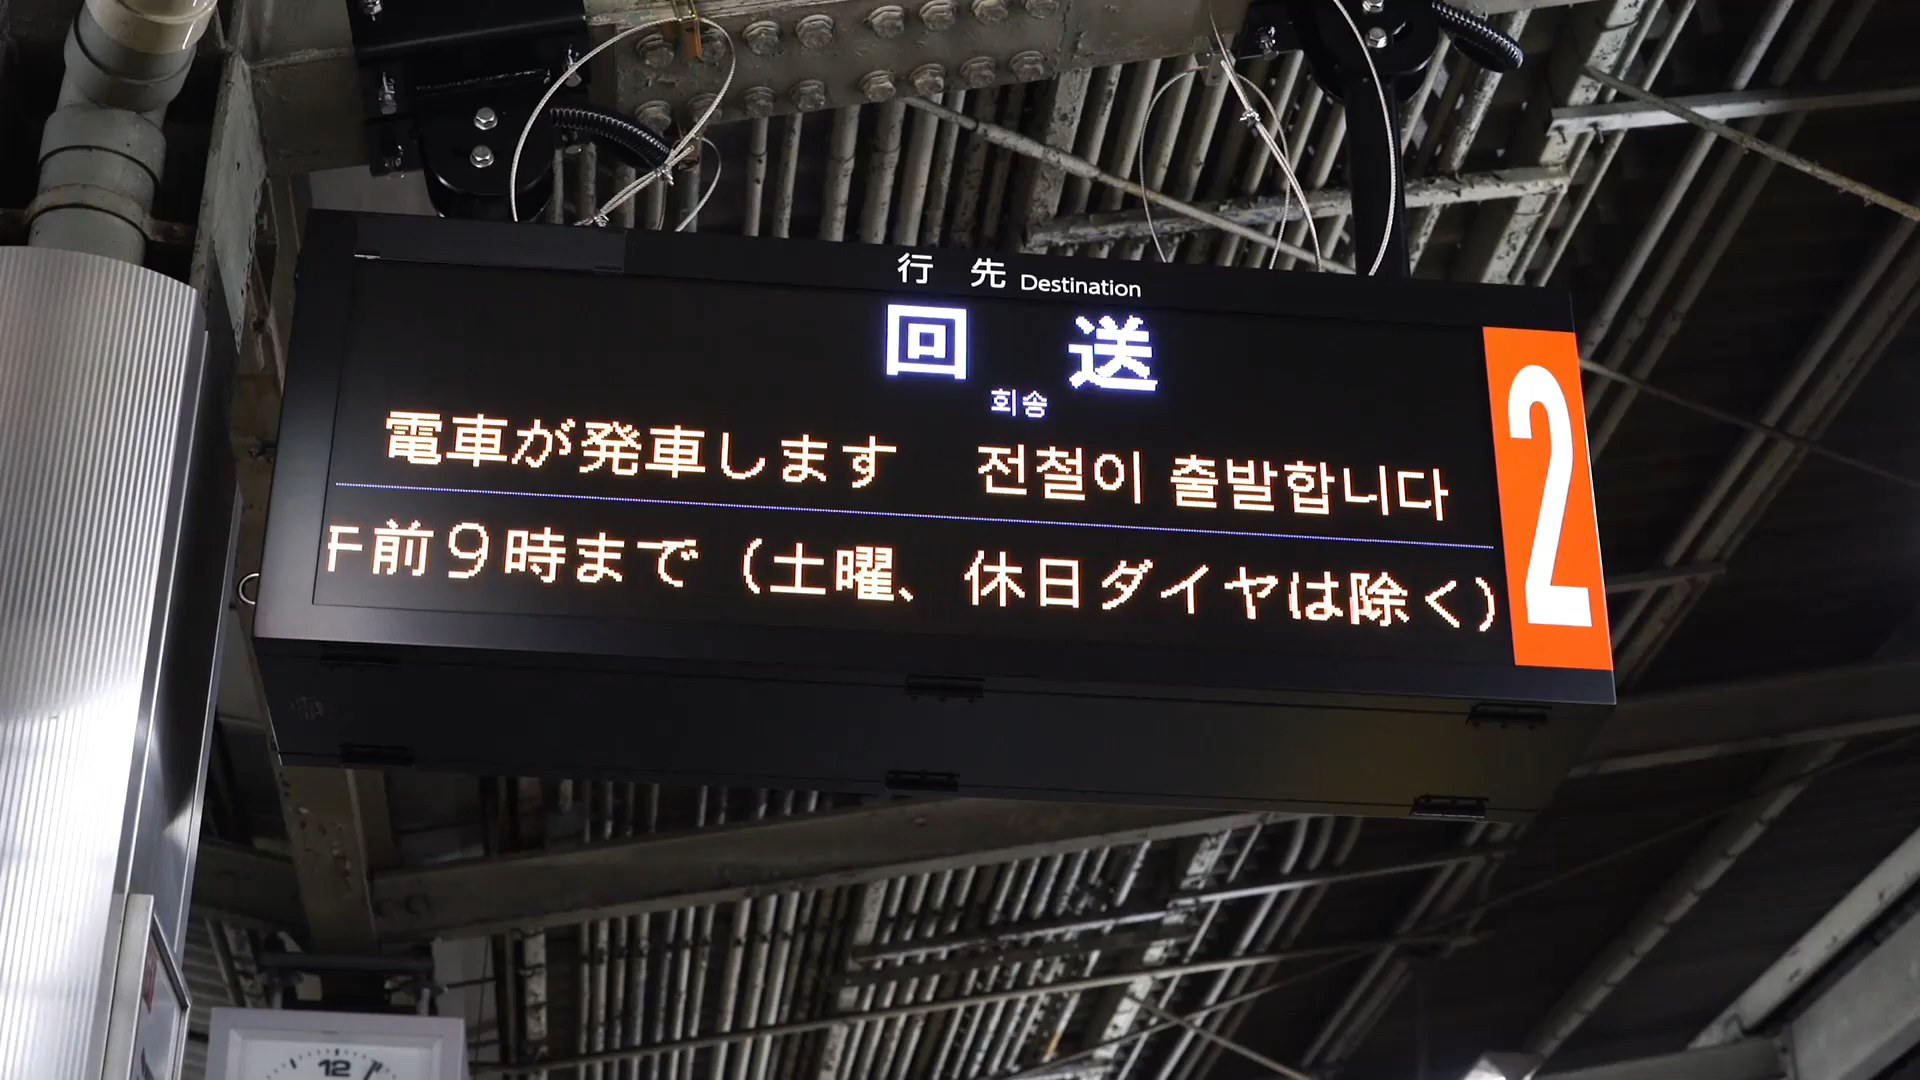 行 先 Destination
回 送
회송
電車が発車します 전철이 출발합니다
前9時まで（土曜、休日ダイヤは除く）
2
12